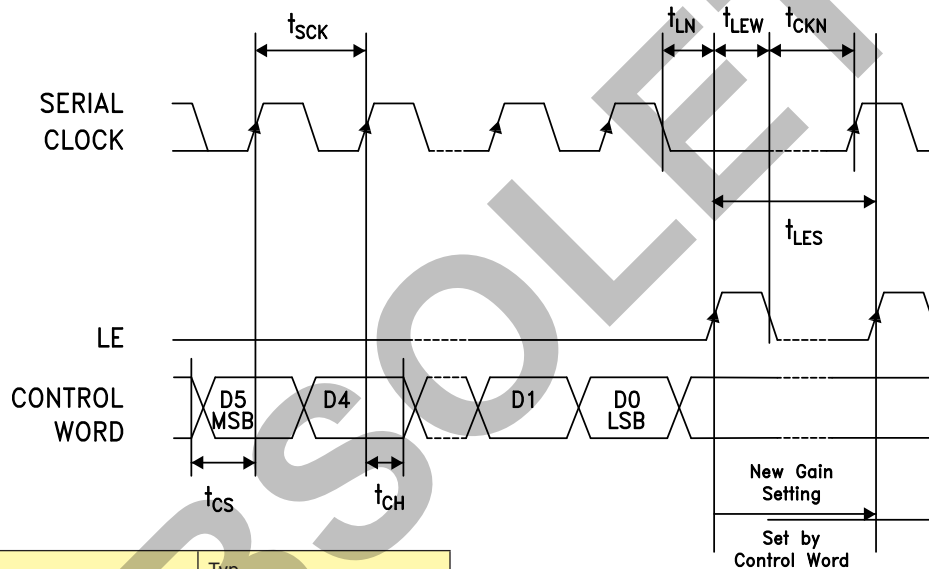 tSCK
tLN tLEW tCKN
SERIAL
CLOCK
tLES
LE
CONTROL
WORD
D5
MSB
D4
D1
D0
LSB
tCS
tCH
New Gain
Setting
Set by
Control Word
BSOLET